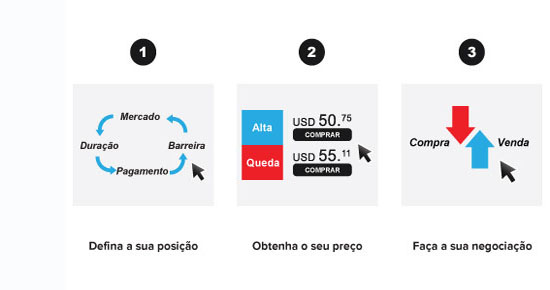 1
2
3
Mercado
Duração
Barreira
Pagamento
Alta
USD 50.75
COMPRAR
Queda
USD 55.11
COMPRAR
Compra
Venda
Defina a sua posição
Obtenha o seu preço
Faça a sua negociação